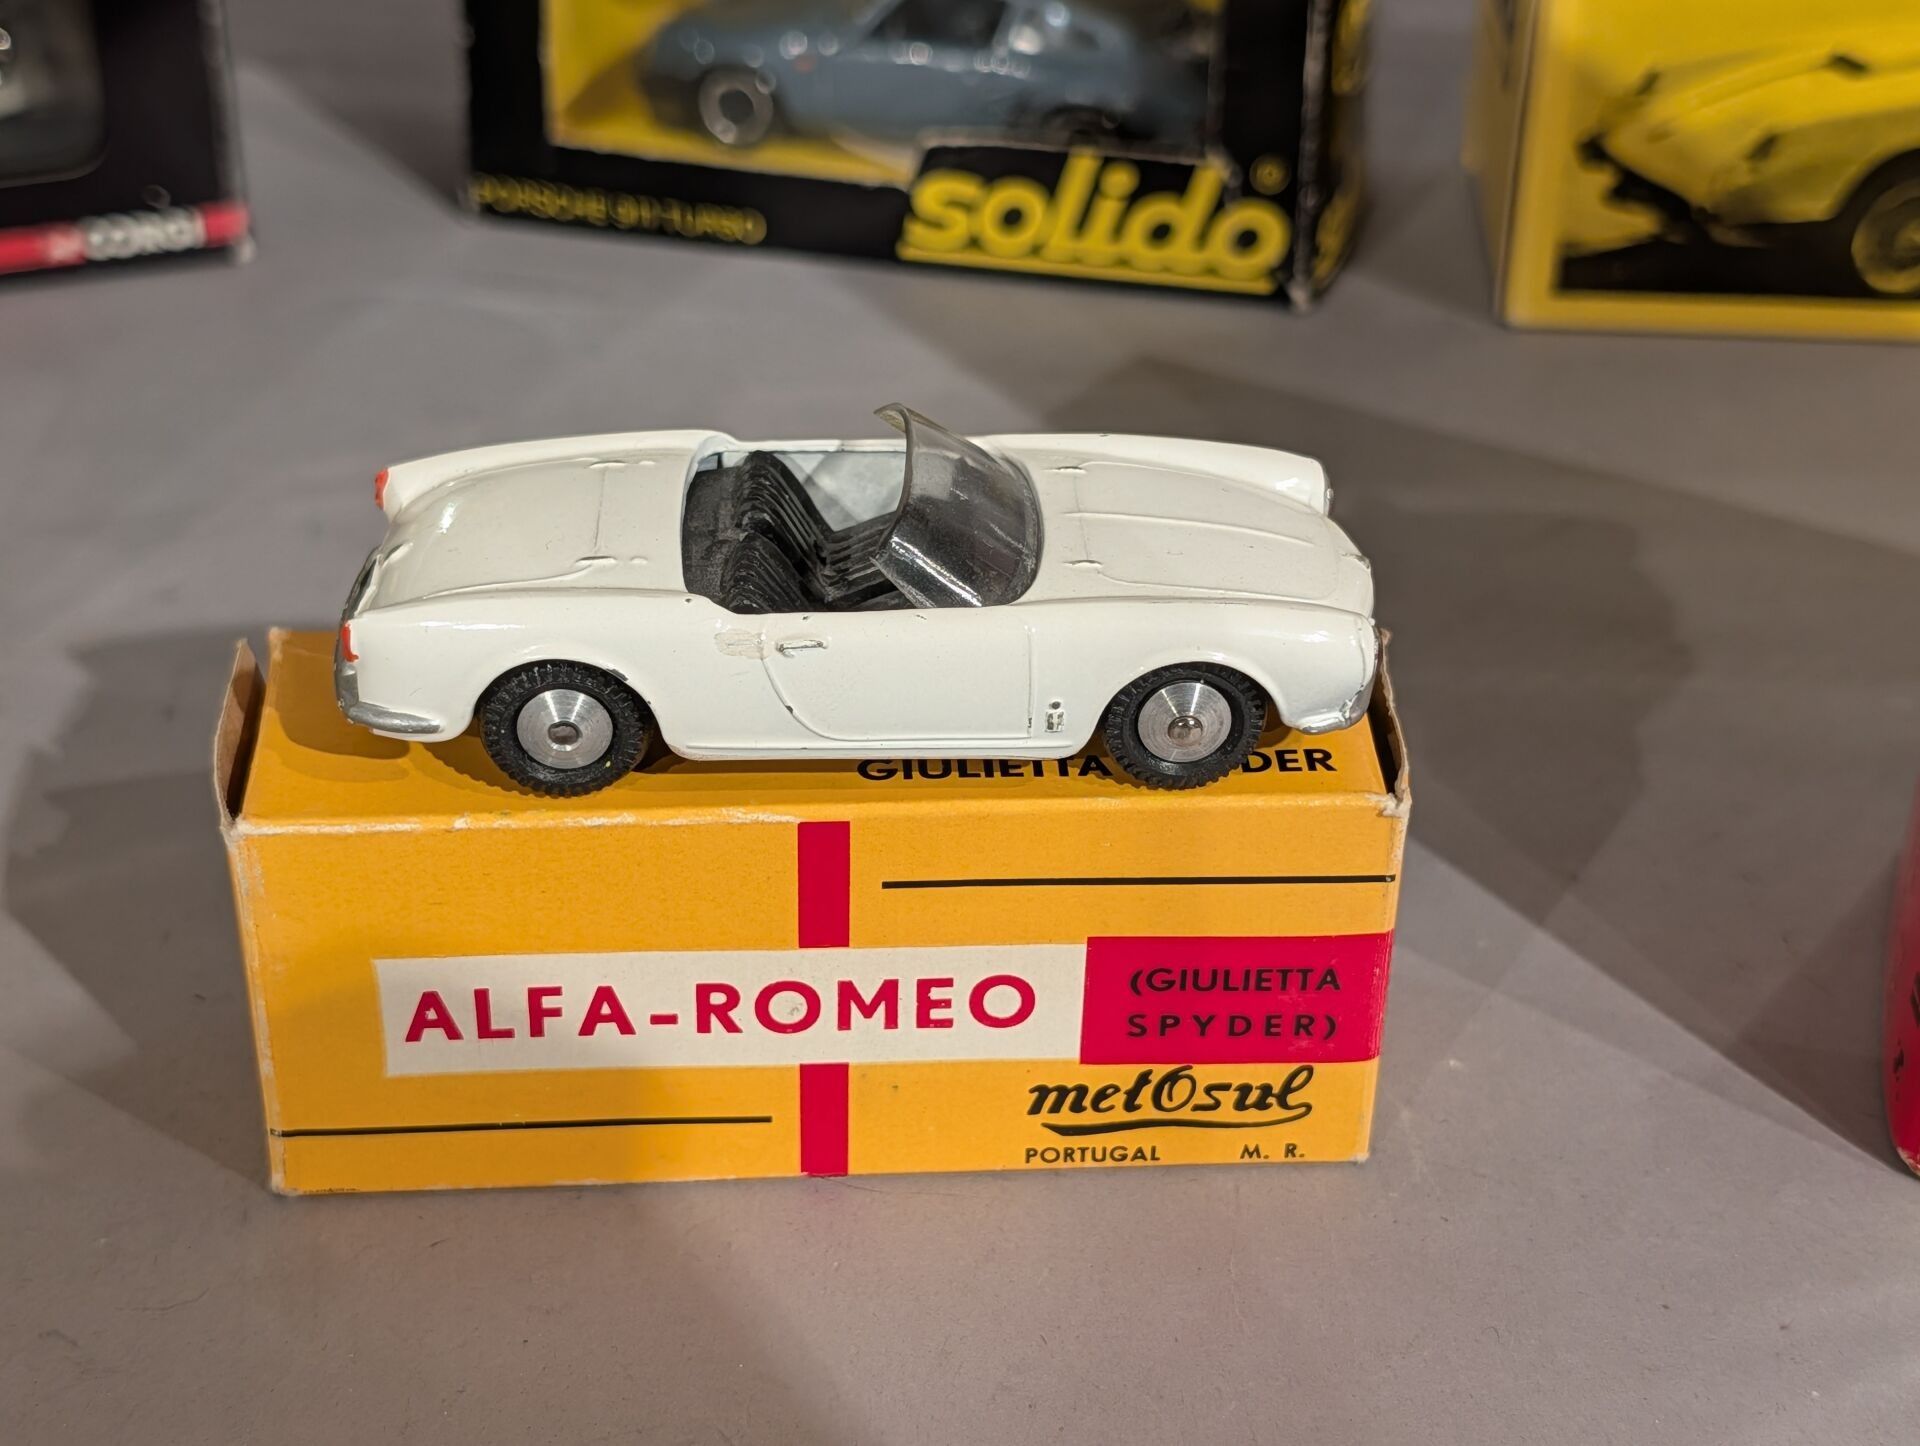 CORGI
PORSCHE 911 TURBO
solido
GIULIETTA
DER
ALFA-ROMEO
(GIULIETTA
SPYDER)
metosul
PORTUGAL M. R.